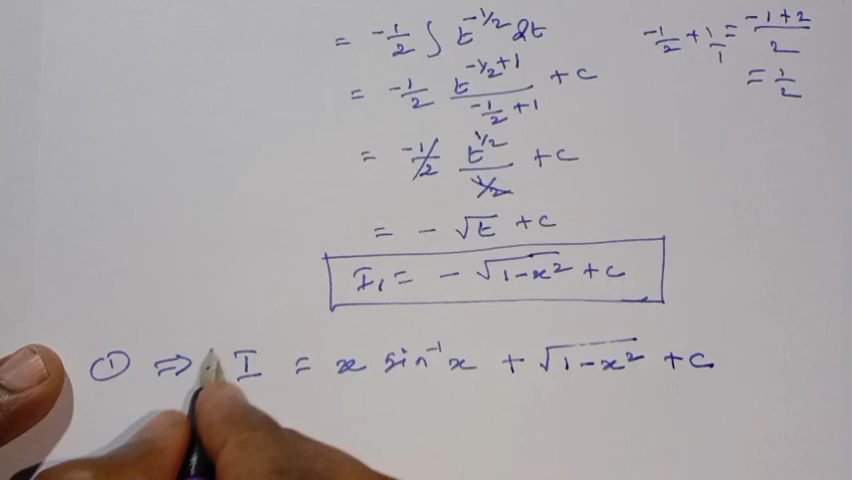 = -1/2 ∫ t^-1/2 dt
-1/2 + 1/1 = -1+2/2
= 1/2
= -1/2 t^-1/2+1 / -1/2+1 + c
= -1/2 t^1/2 / 1/2 + c
= - √t + c
I₁ = - √1-x² + c
① ⇒ I = x sin⁻¹x + √1-x² + c